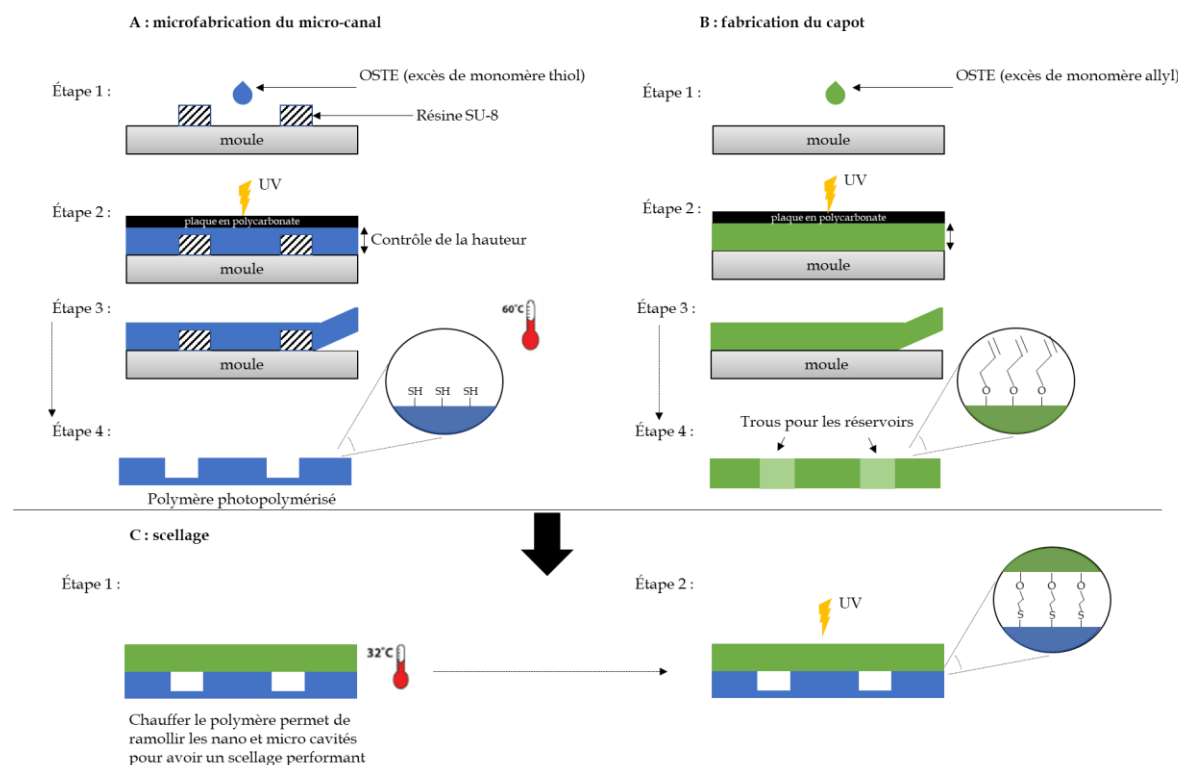 A : microfabrication du micro-canal
B : fabrication du capot
Étape 1 :
OSTE (excès de monomère thiol)
Résine SU-8
moule
Étape 1 :
OSTE (excès de monomère allyl)
moule
Étape 2 :
UV
plaque en polycarbonate
Contrôle de la hauteur
moule
Étape 2 :
UV
plaque en polycarbonate
moule
Étape 3 :
60°C
moule
SH SH SH
Étape 3 :
moule
O O O
Étape 4 :
Polymère photopolymérisé
Étape 4 :
Trous pour les réservoirs
C : scellage
Étape 1 :
32°C
Chauffer le polymère permet de
ramollir les nano et micro cavités
pour avoir un scellage performant
Étape 2 :
UV
O O O
S S S